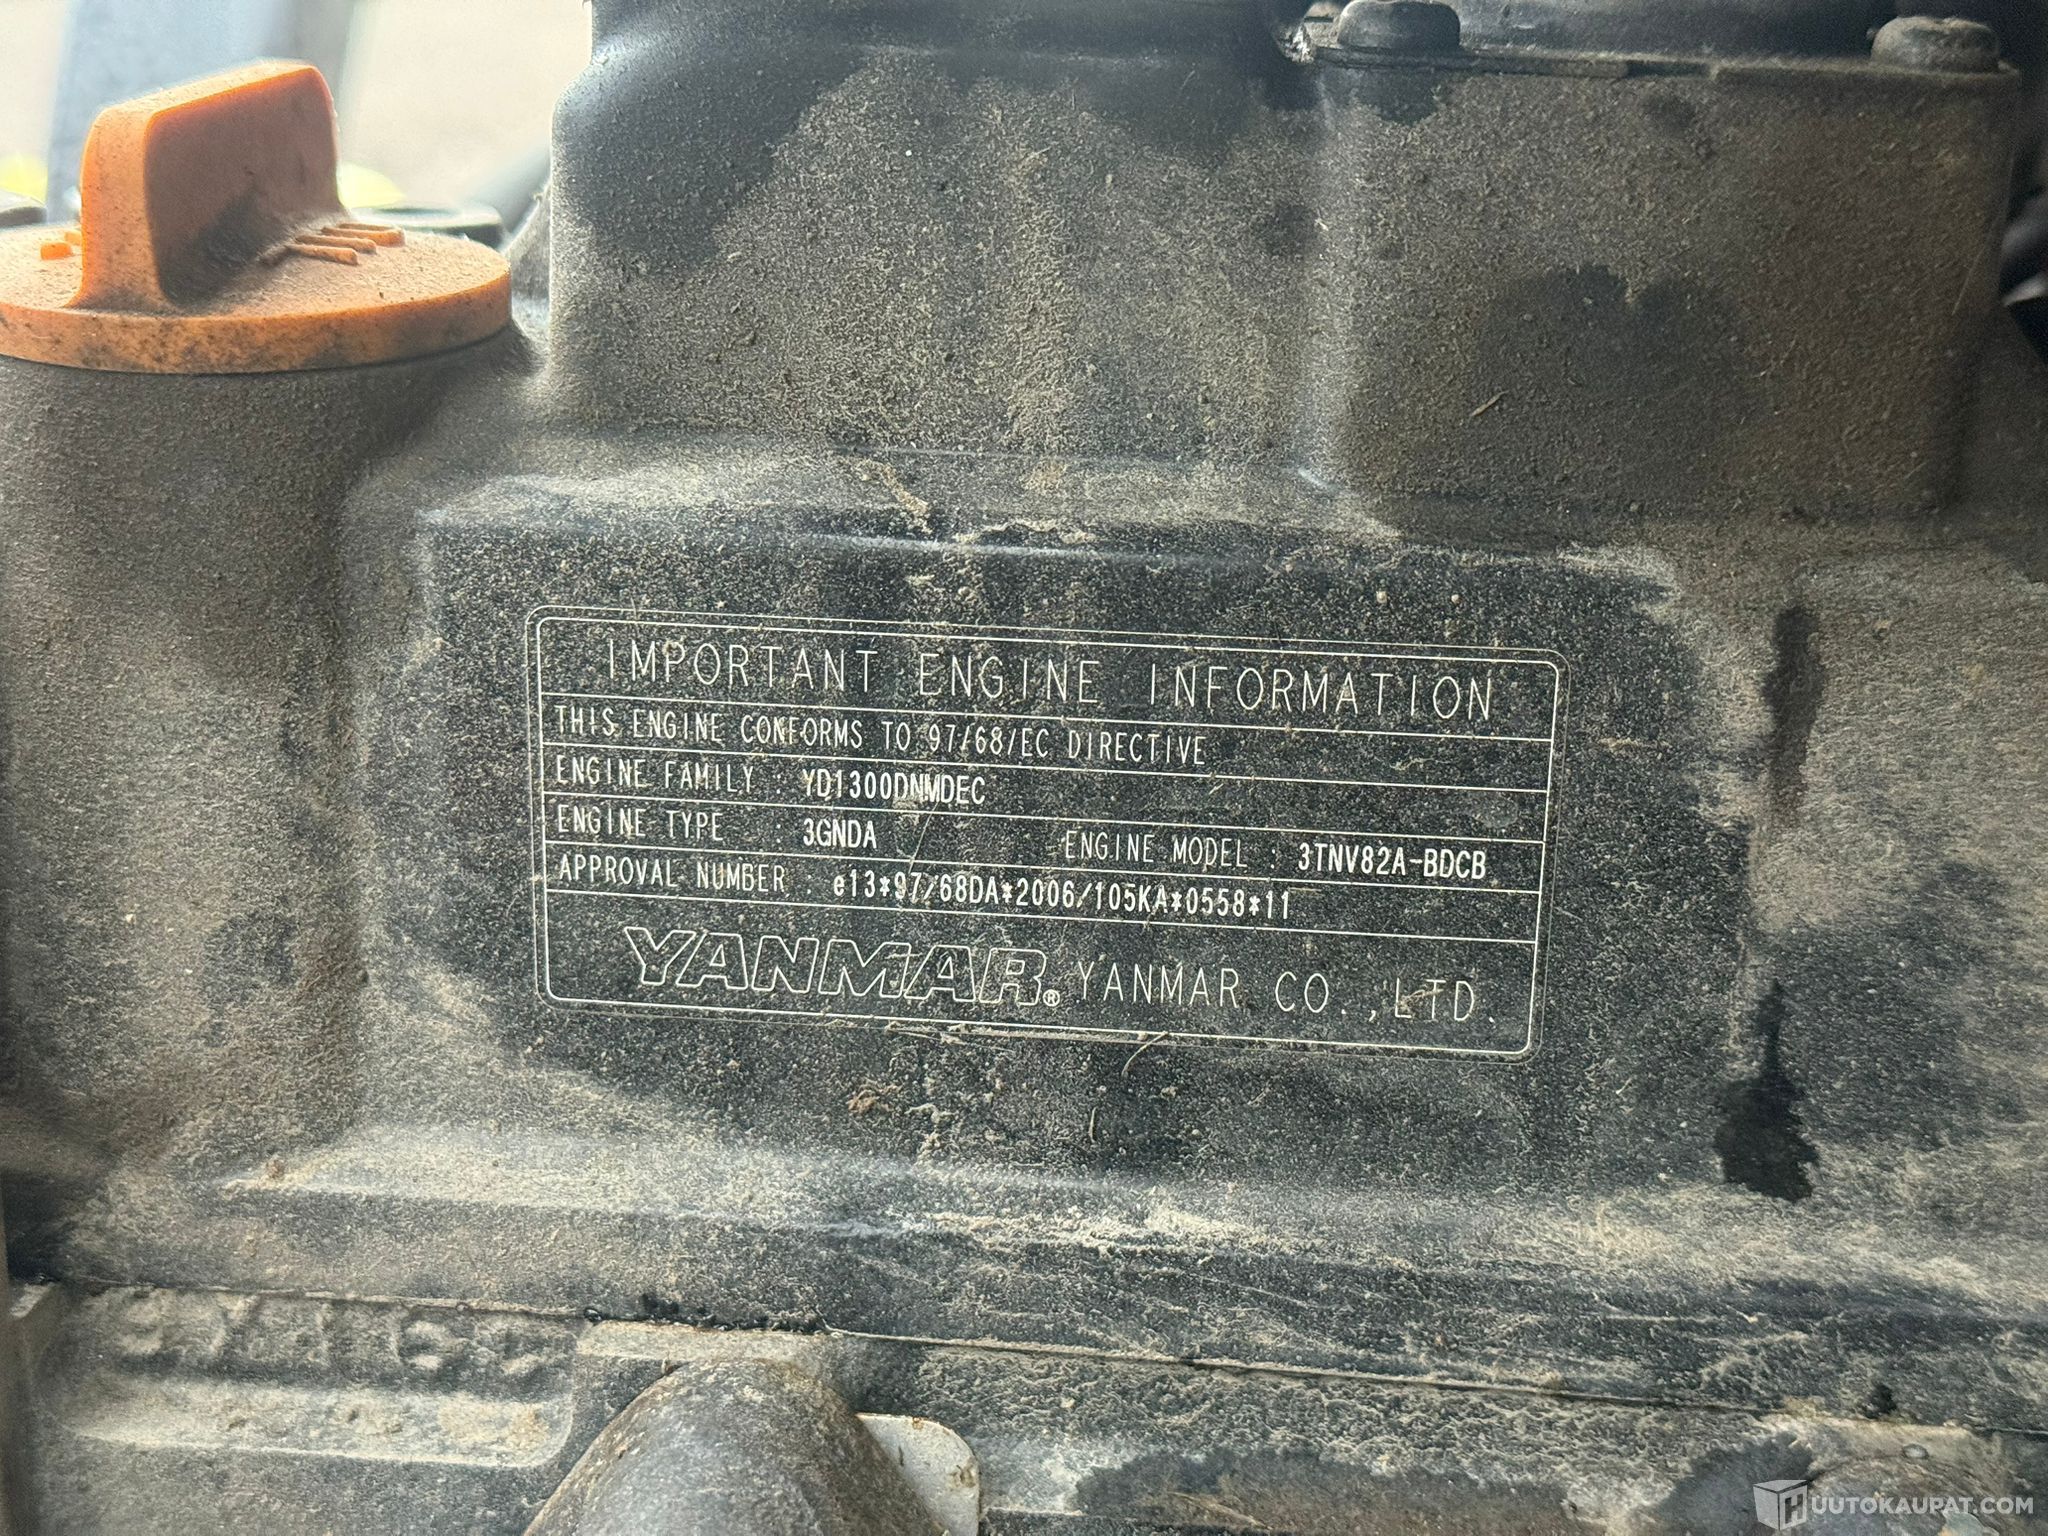 IMPORTANT ENGINE INFORMATION
THIS ENGINE CONFORMS TO 97/68/EC DIRECTIVE
ENGINE FAMILY : YD1300DNMDEC
ENGINE TYPE : 3GNDA ENGINE MODEL : 3TNV82A-BDCB
APPROVAL NUMBER : e13*97/68DA*2006/105KA*0558*11
YANMAR® YANMAR CO.,LTD.
HUUTOKAUPAT.COM